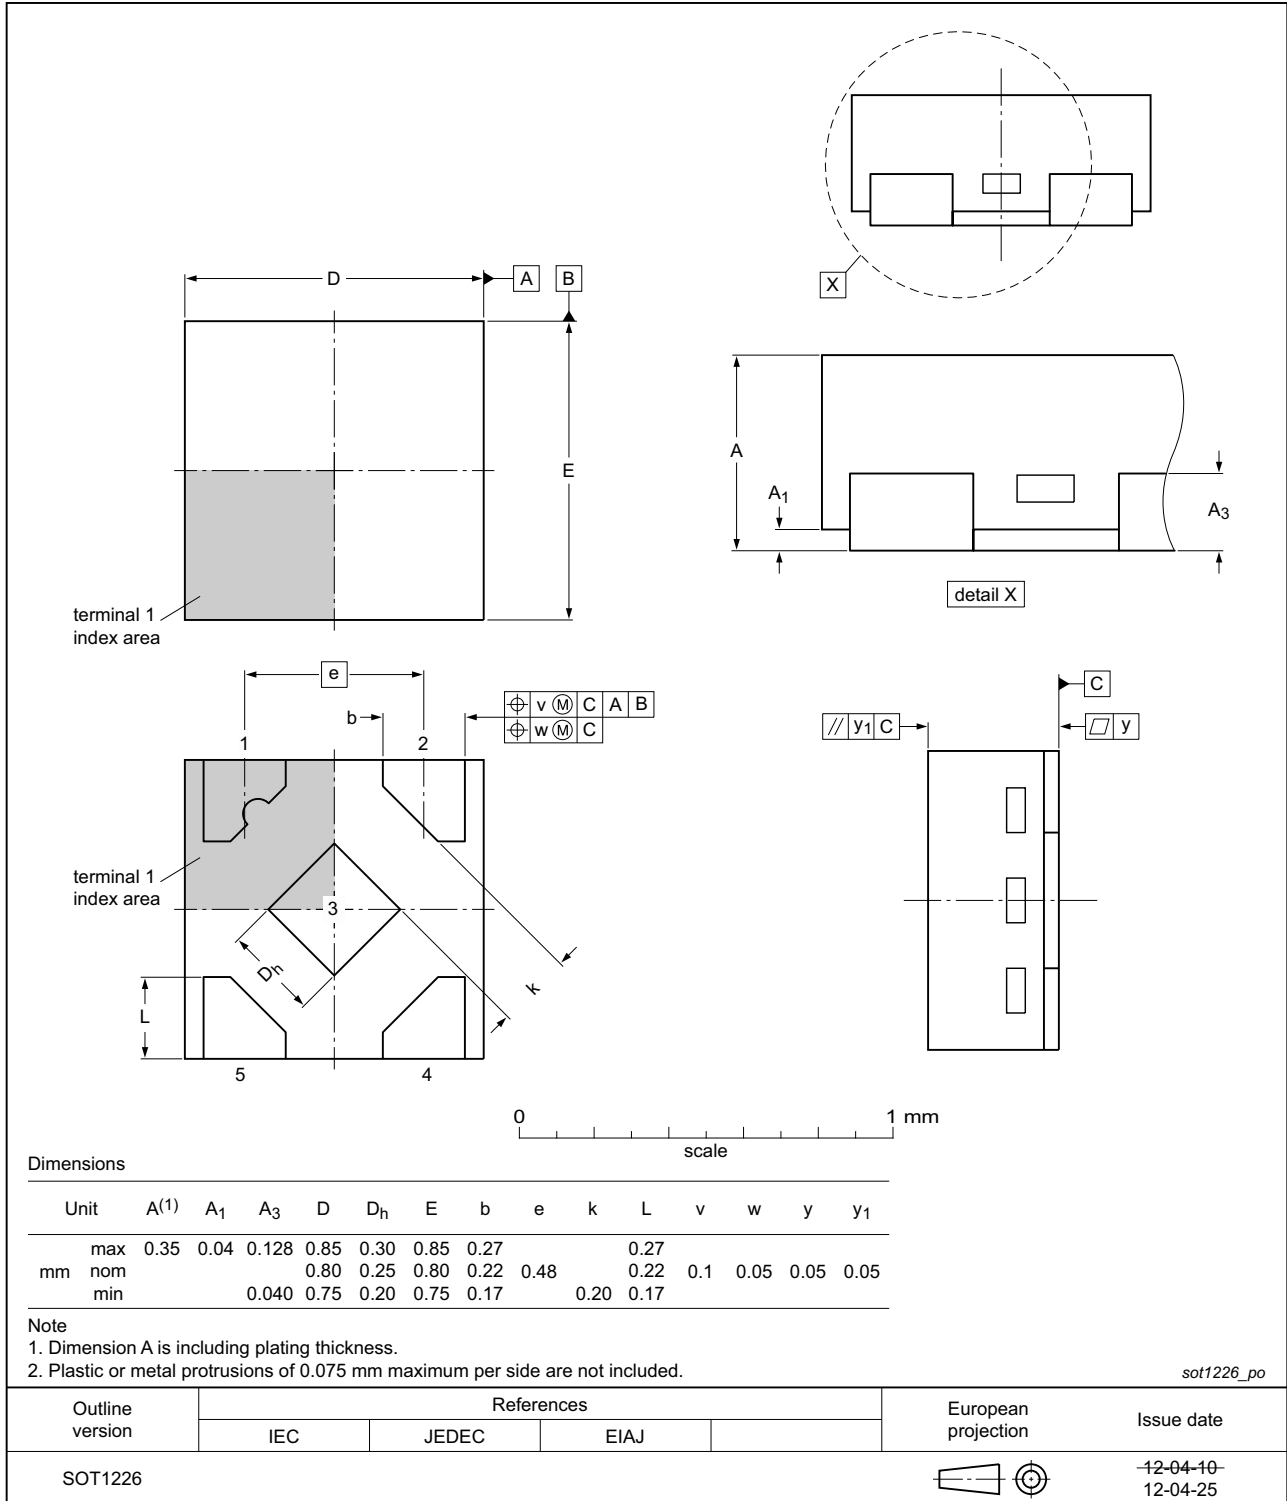 X
D
A
B
E
terminal 1
index area
A
A1
A3
detail X
e
b
v M C A B
w M C
1
2
terminal 1
index area
3
Dh
k
L
5
4
C
// y1 C
y
0
1 mm
scale
Dimensions
Unit A(1) A1 A3 D Dh E b e k L v w y y1
max 0.35 0.04 0.128 0.85 0.30 0.85 0.27 0.27
mm nom 0.80 0.25 0.80 0.22 0.48 0.22 0.1 0.05 0.05 0.05
min 0.040 0.75 0.20 0.75 0.17 0.20 0.17
Note
1. Dimension A is including plating thickness.
2. Plastic or metal protrusions of 0.075 mm maximum per side are not included.
sot1226_po
Outline
version
References
IEC JEDEC EIAJ
European
projection
Issue date
SOT1226
12-04-10
12-04-25